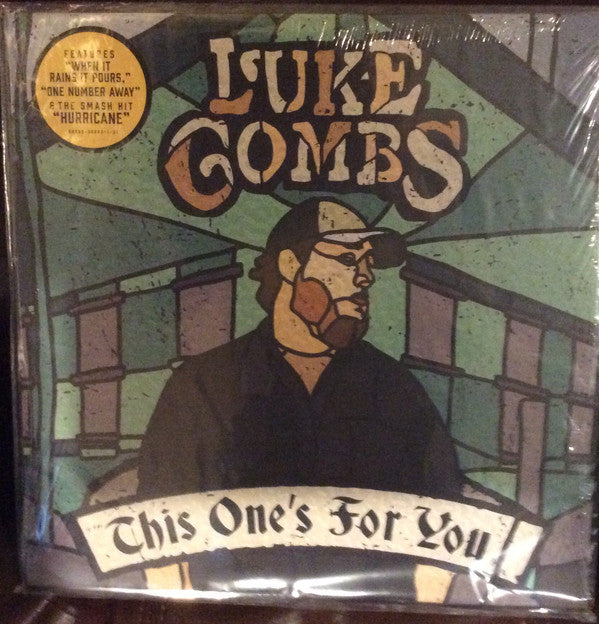 FEATURES
"WHEN IT
RAINS IT POURS,"
"ONE NUMBER AWAY"
& THE SMASH HIT
"HURRICANE"
LUKE
COMBS
This One's For You